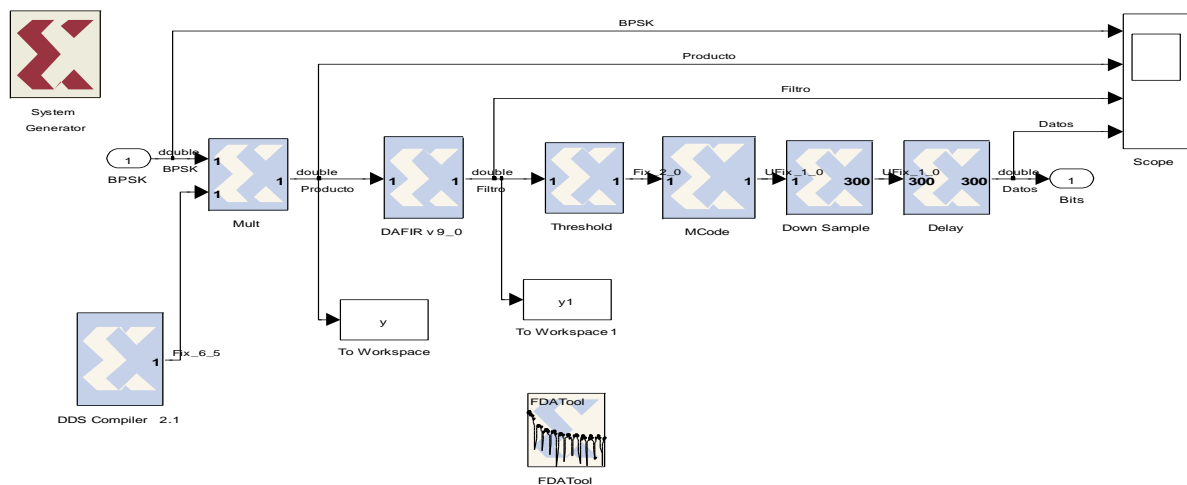 BPSK
Producto
Filtro
Datos
System
Generator
Scope
1
BPSK
double
BPSK
1
1
1
Mult
double
Producto
1
1
DAFIR v 9_0
double
Filtro
1
1
Threshold
Fix_2_0
1
1
MCode
UFix_1_0
1
300
Down Sample
UFix_1_0
300
300
Delay
double
Datos
1
Bits
y
To Workspace
y1
To Workspace 1
1
Fix_6_5
DDS Compiler 2.1
FDATool
FDATool